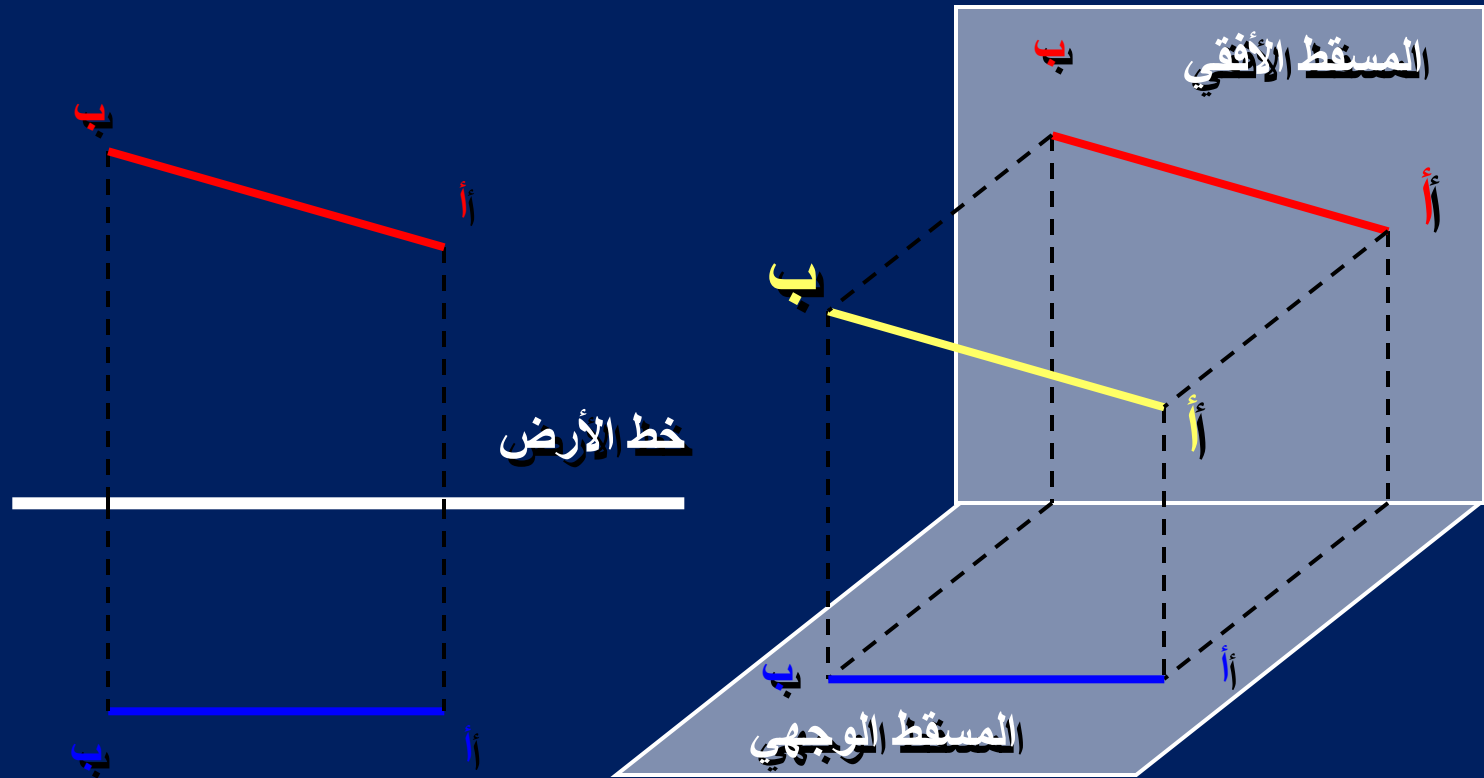 المسقط الأفقي
ب
أ
ب
أ
ب
أ
خط الأرض
ب
أ
المسقط الوجهي
ب
أ